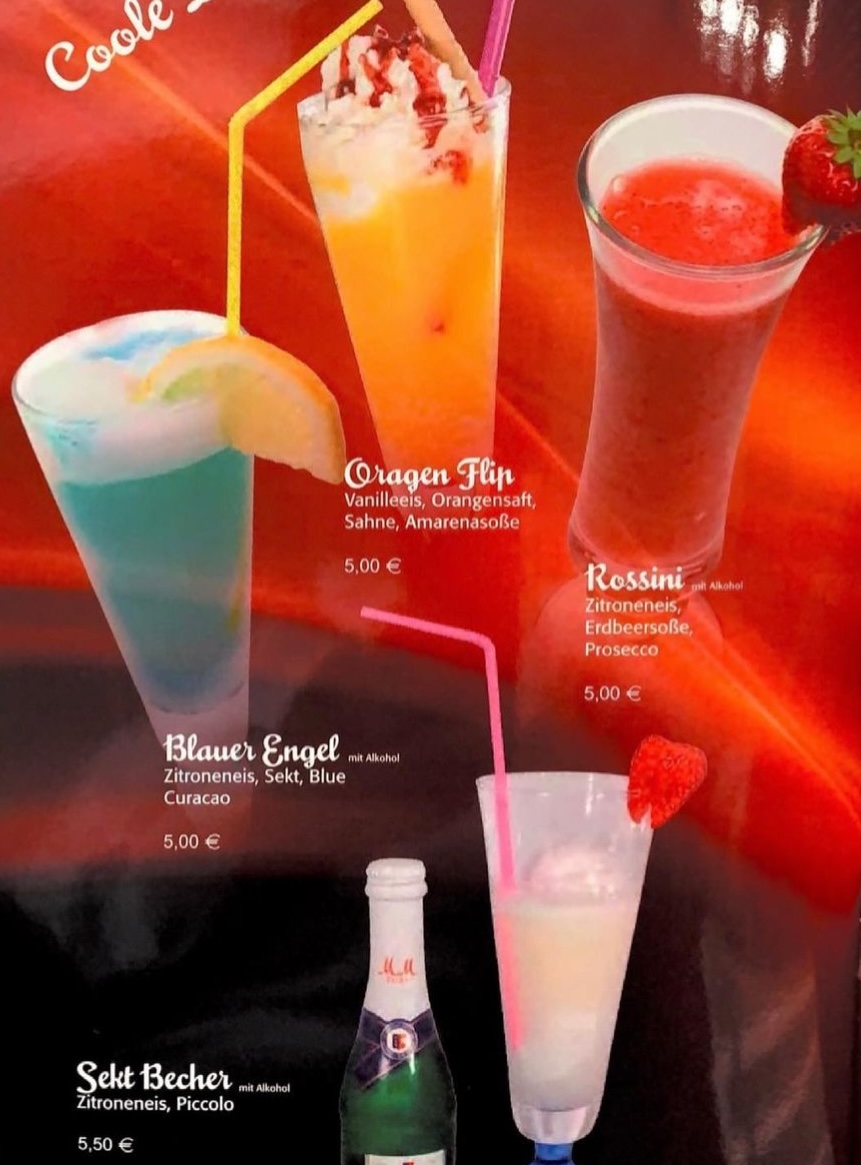 Coole
Oragen Flip
Vanilleeis, Orangensaft,
Sahne, Amarenasoße
5,00 €
Rossini mit Alkohol
Zitroneneis,
Erdbeersoße,
Prosecco
5,00 €
Blauer Engel mit Alkohol
Zitroneneis, Sekt, Blue
Curacao
5,00 €
MM
Sekt Becher mit Alkohol
Zitroneneis, Piccolo
5,50 €